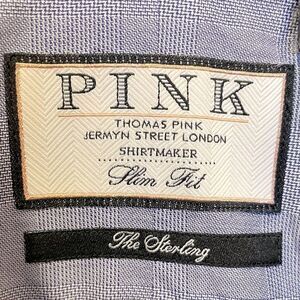 PINK
THOMAS PINK
JERMYN STREET LONDON
SHIRTMAKER
Slim Fit
The Sterling